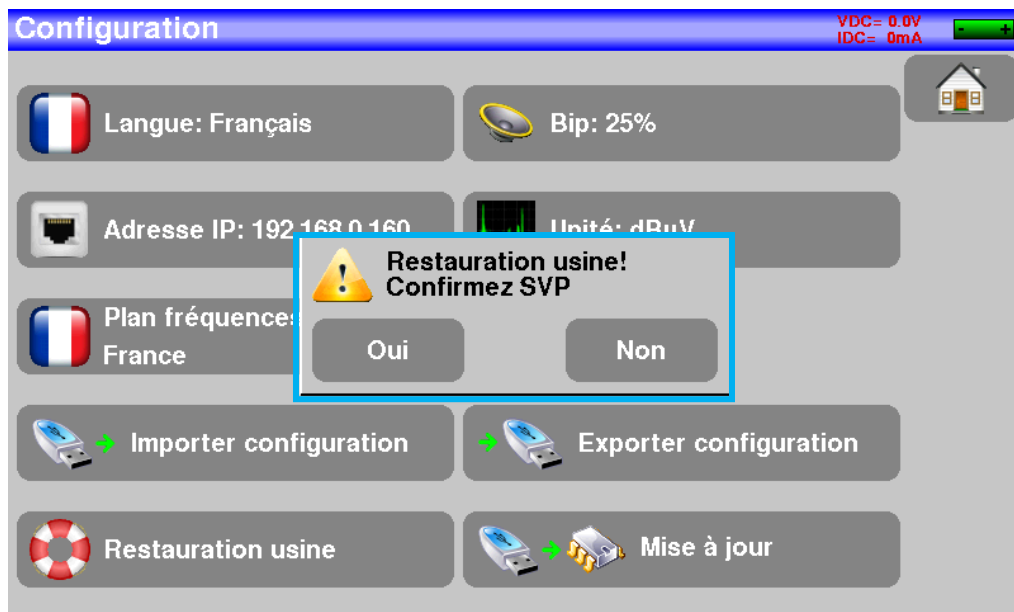 Configuration
VDC= 0.0V
IDC= 0mA
- +
Langue: Français
Bip: 25%
Adresse IP: 192.168.0.160
Unité: dBµV
Restauration usine!
Confirmez SVP
Plan fréquences
France
Oui
Non
Importer configuration
Exporter configuration
Restauration usine
Mise à jour